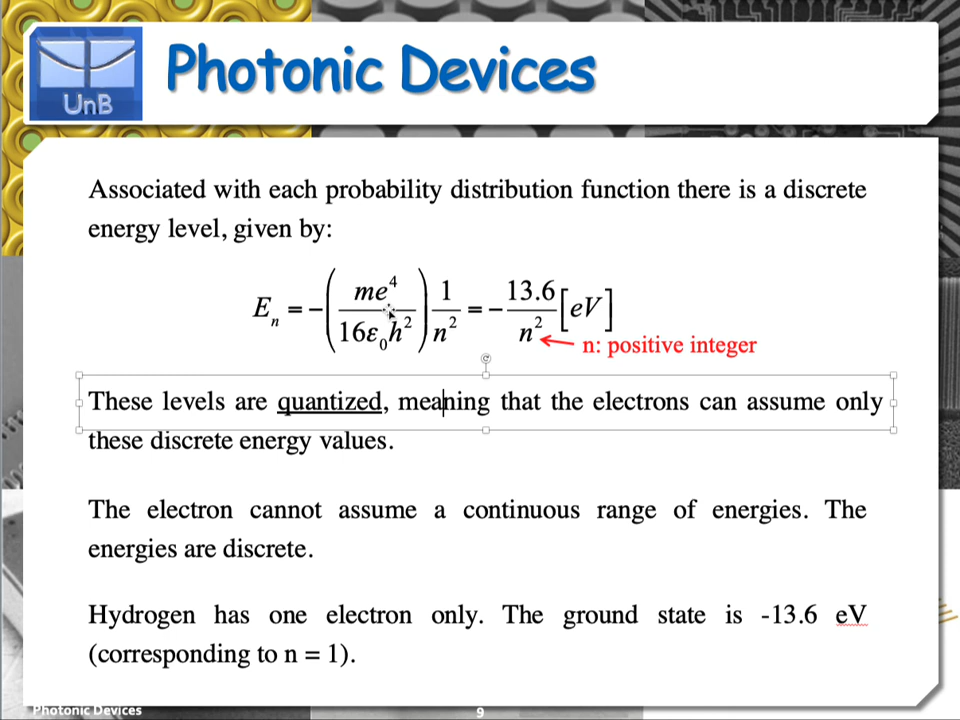 UnB
Photonic Devices
Associated with each probability distribution function there is a discrete
energy level, given by:
E_n = -(me^4 / 16ε_0h^2) 1/n^2 = -13.6/n^2 [eV]
n: positive integer
These levels are quantized, meaning that the electrons can assume only
these discrete energy values.
The electron cannot assume a continuous range of energies. The
energies are discrete.
Hydrogen has one electron only. The ground state is -13.6 eV
(corresponding to n = 1).
Photonic Devices
9